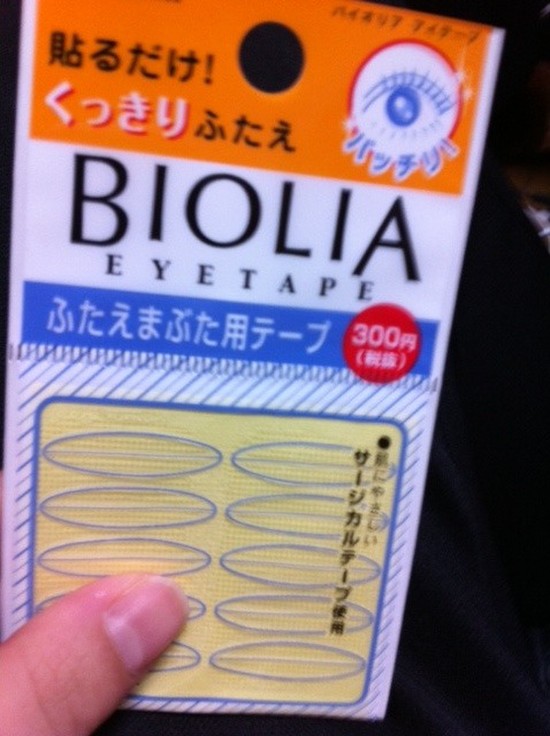 バイオリア アイテープ
貼るだけ!
くっきりふたえ
パッチリ!
BIOLIA
EYETAPE
ふたえまぶた用テープ
300円
(税抜)
●肌にやさしい
サージカルテープ使用